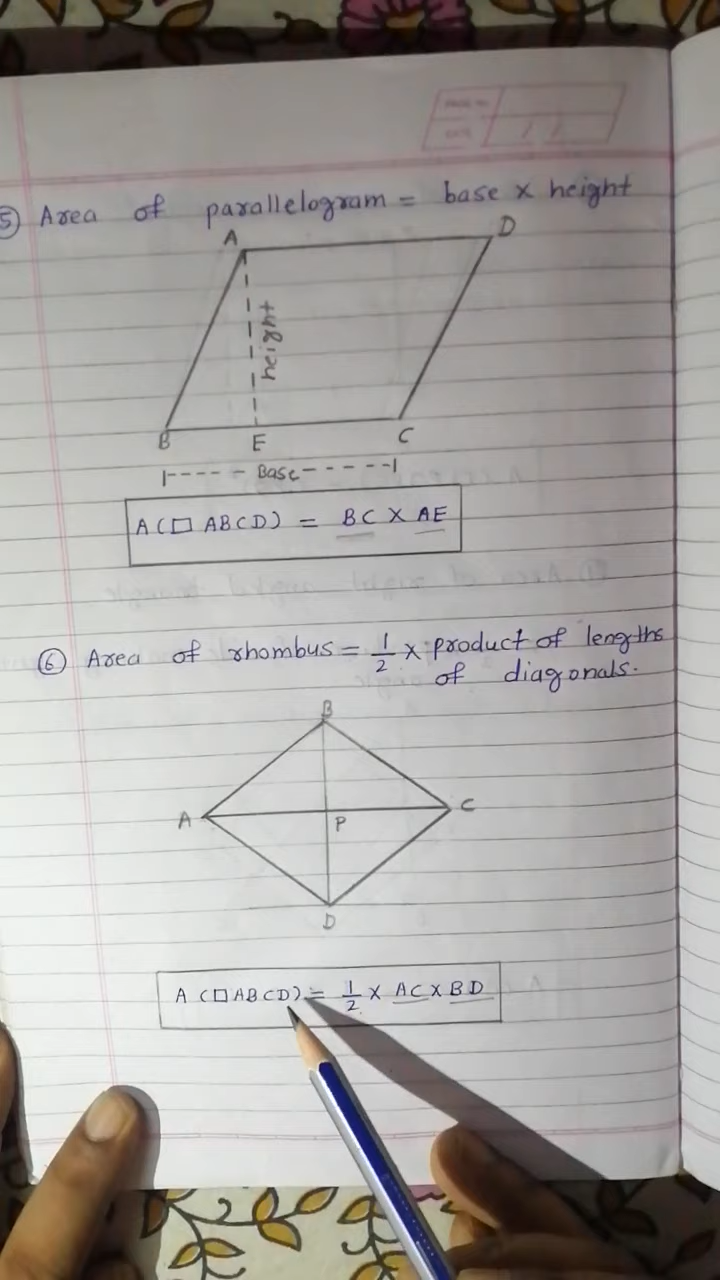 ⑤ Area of parallelogram = base × height
A
D
height
B
E
C
|---- - Base - - - - -|
A(□ ABCD) = BC × AE
⑥ Area of rhombus = 1/2 × product of lengths
of diagonals.
B
A
C
P
D
A(□ABCD) = 1/2 × AC × BD